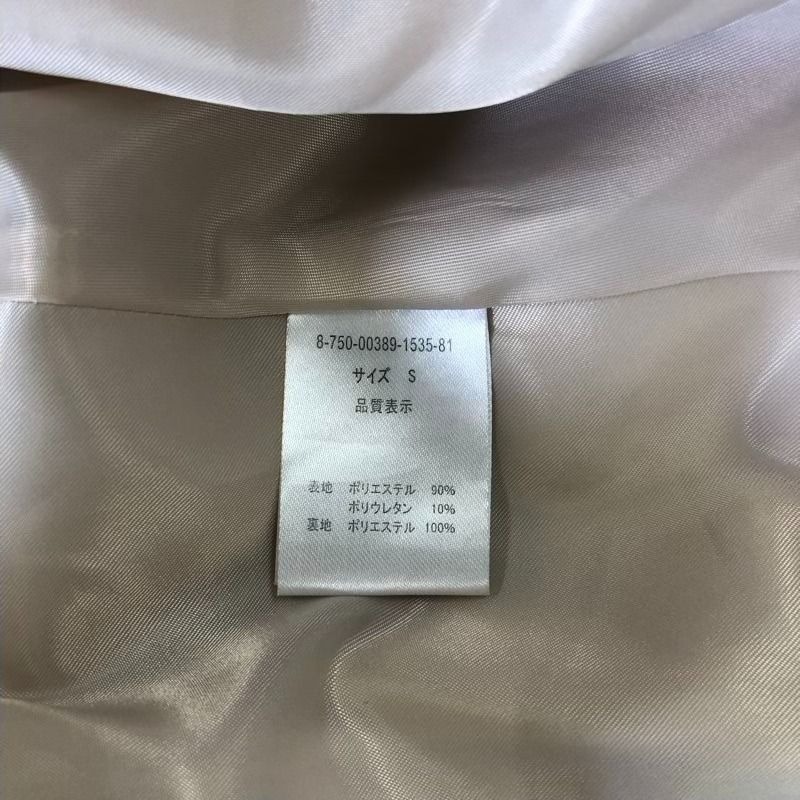 8-750-00389-1535-81
サイズ S
品質表示
表地 ポリエステル 90%
ポリウレタン 10%
裏地 ポリエステル 100%